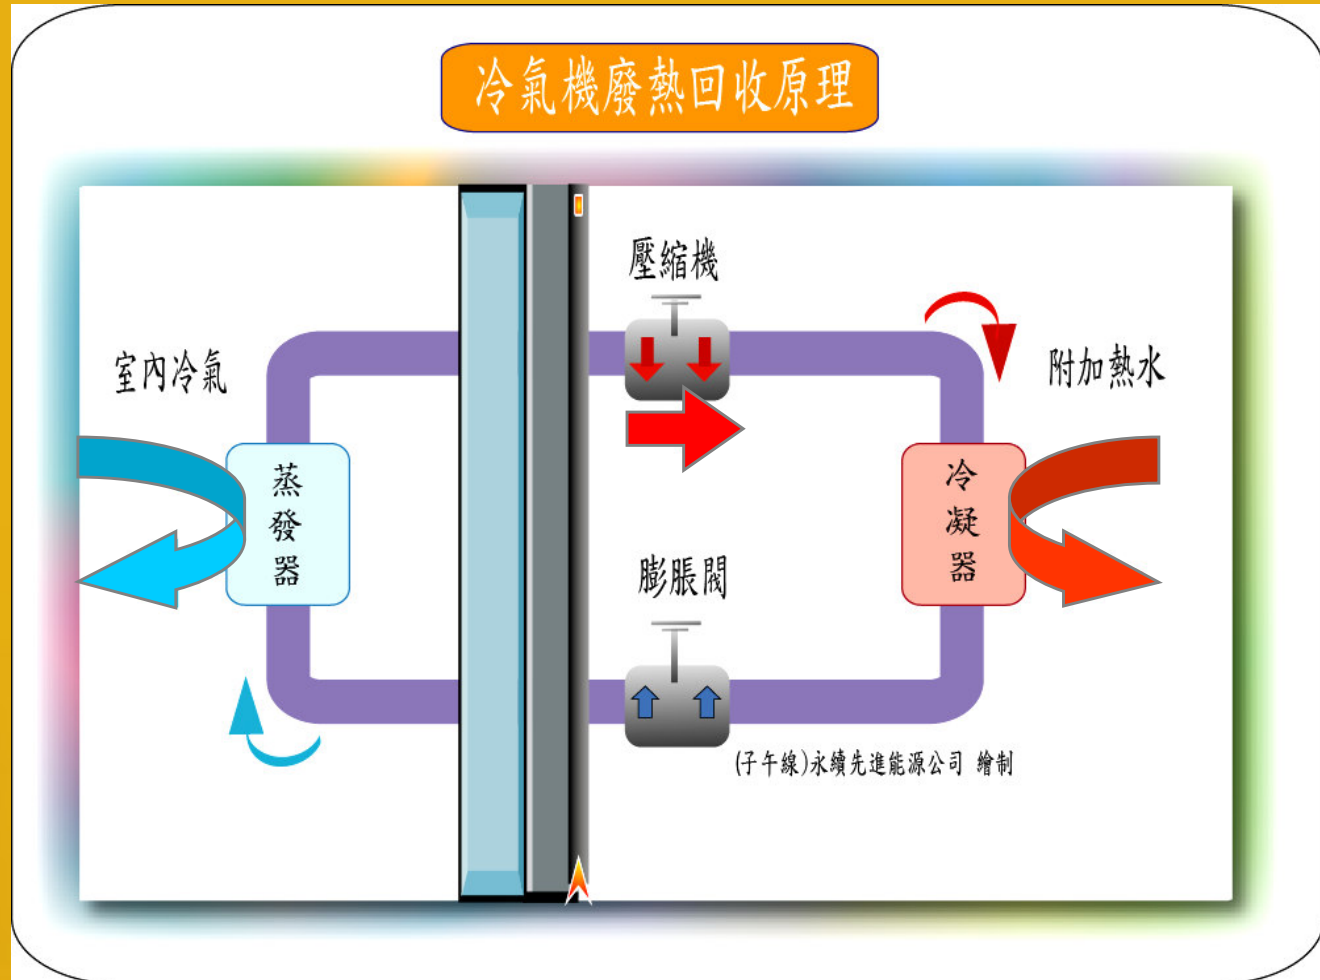 冷氣機廢熱回收原理
壓縮機
室內冷氣
附加熱水
蒸發器
冷凝器
膨脹閥
(子午線)永續先進能源公司 繪制